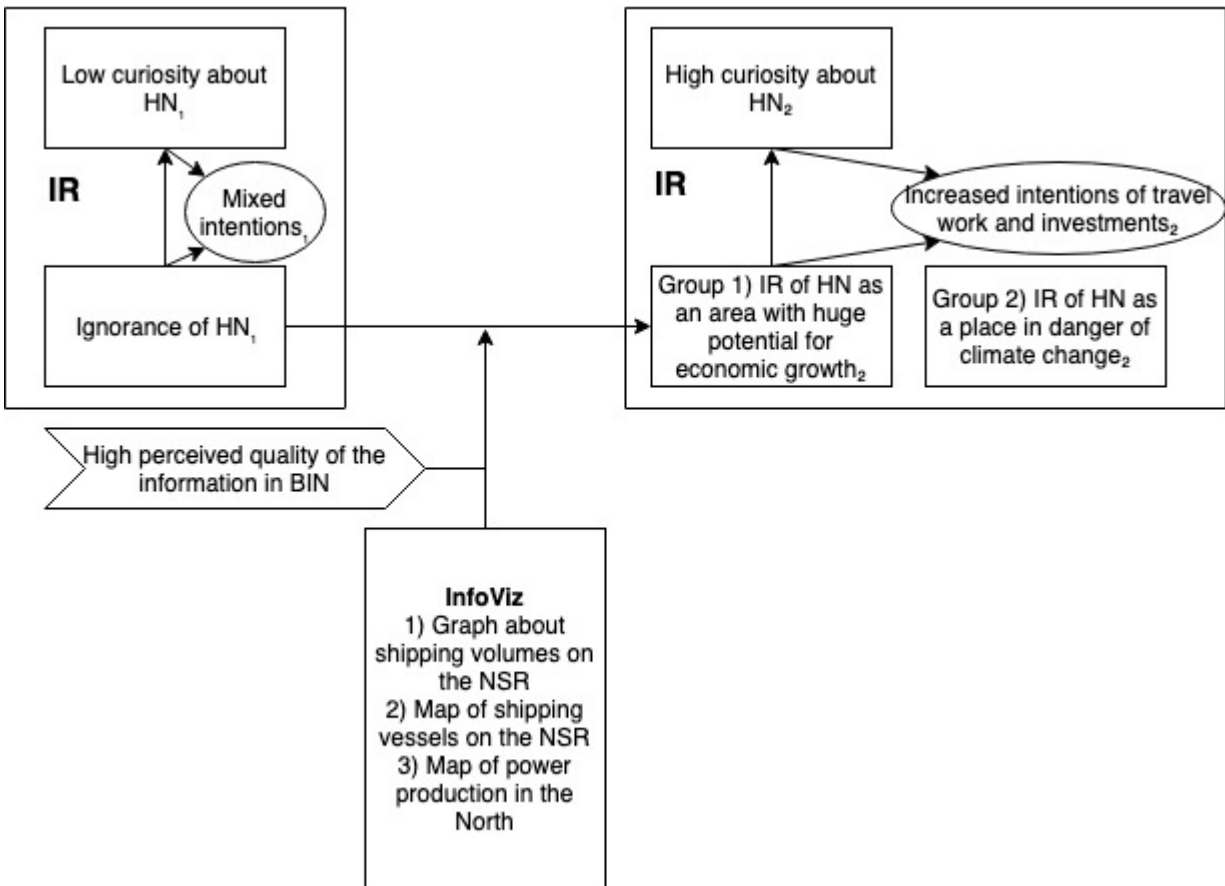 Low curiosity about
HN₁
IR
Mixed
intentions₁
Ignorance of HN₁
High curiosity about
HN₂
IR
Increased intentions of travel
work and investments₂
Group 1) IR of HN as
an area with huge
potential for
economic growth₂
Group 2) IR of HN as
a place in danger of
climate change₂
High perceived quality of the
information in BIN
InfoViz
1) Graph about
shipping volumes on
the NSR
2) Map of shipping
vessels on the NSR
3) Map of power
production in the
North